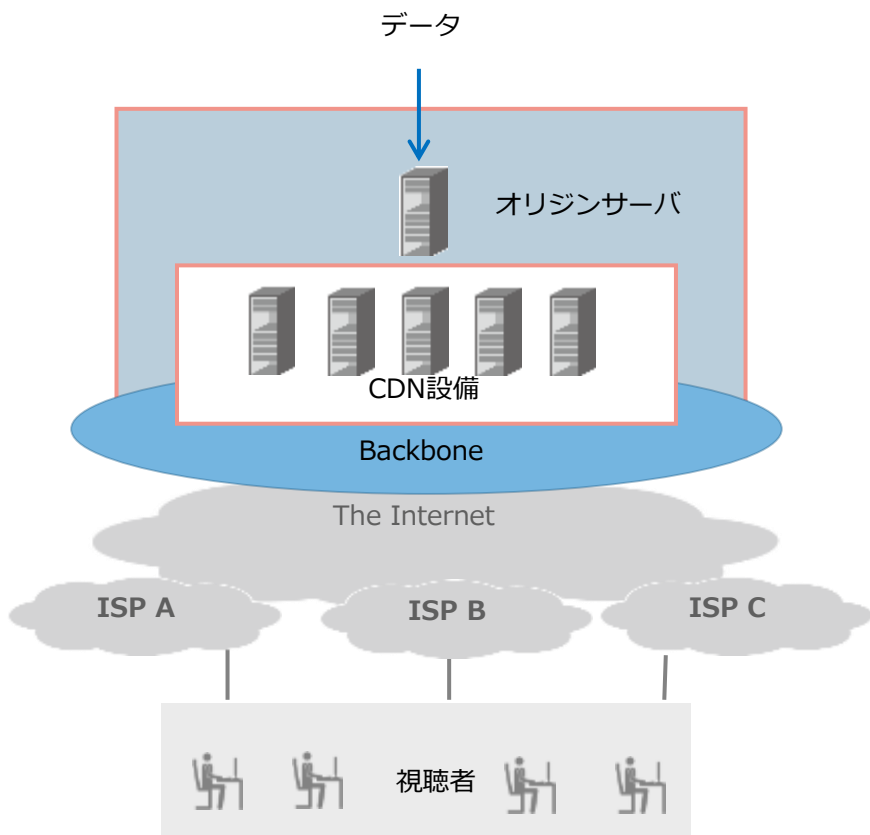 データ
オリジンサーバ
CDN設備
Backbone
The Internet
ISP A
ISP B
ISP C
視聴者